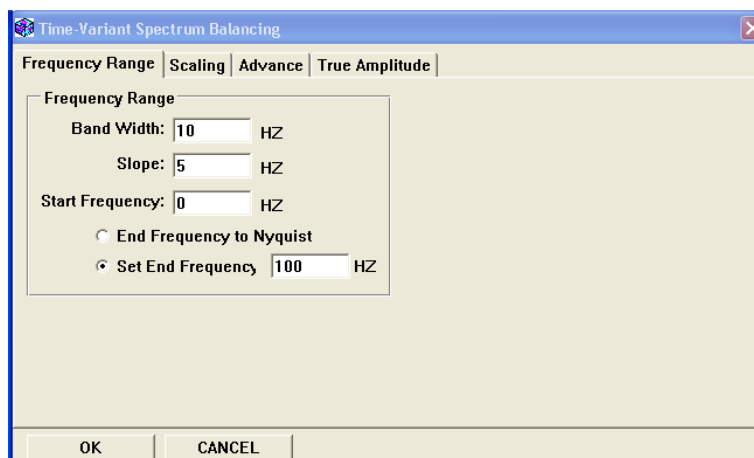 Time-Variant Spectrum Balancing
Frequency Range Scaling Advance True Amplitude
Frequency Range
Band Width: 10 HZ
Slope: 5 HZ
Start Frequency: 0 HZ
End Frequency to Nyquist
Set End Frequency 100 HZ
OK CANCEL